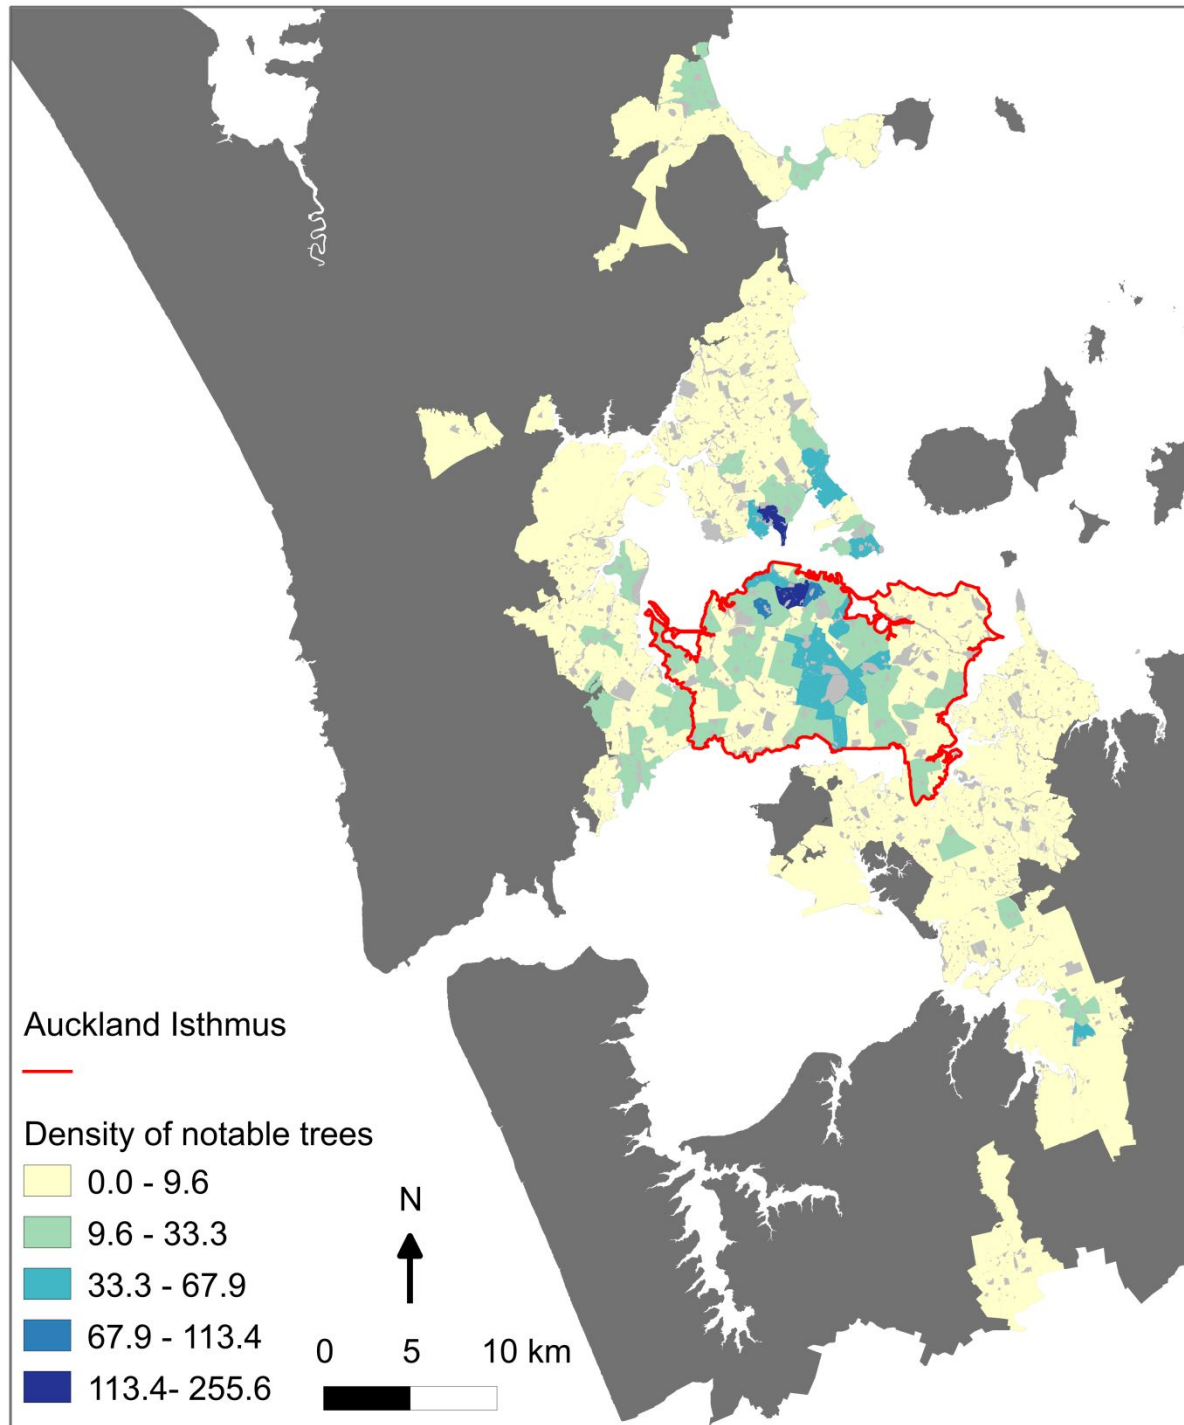 Auckland Isthmus
Density of notable trees
0.0 - 9.6
9.6 - 33.3
33.3 - 67.9
67.9 - 113.4
113.4- 255.6
N
0 5 10 km